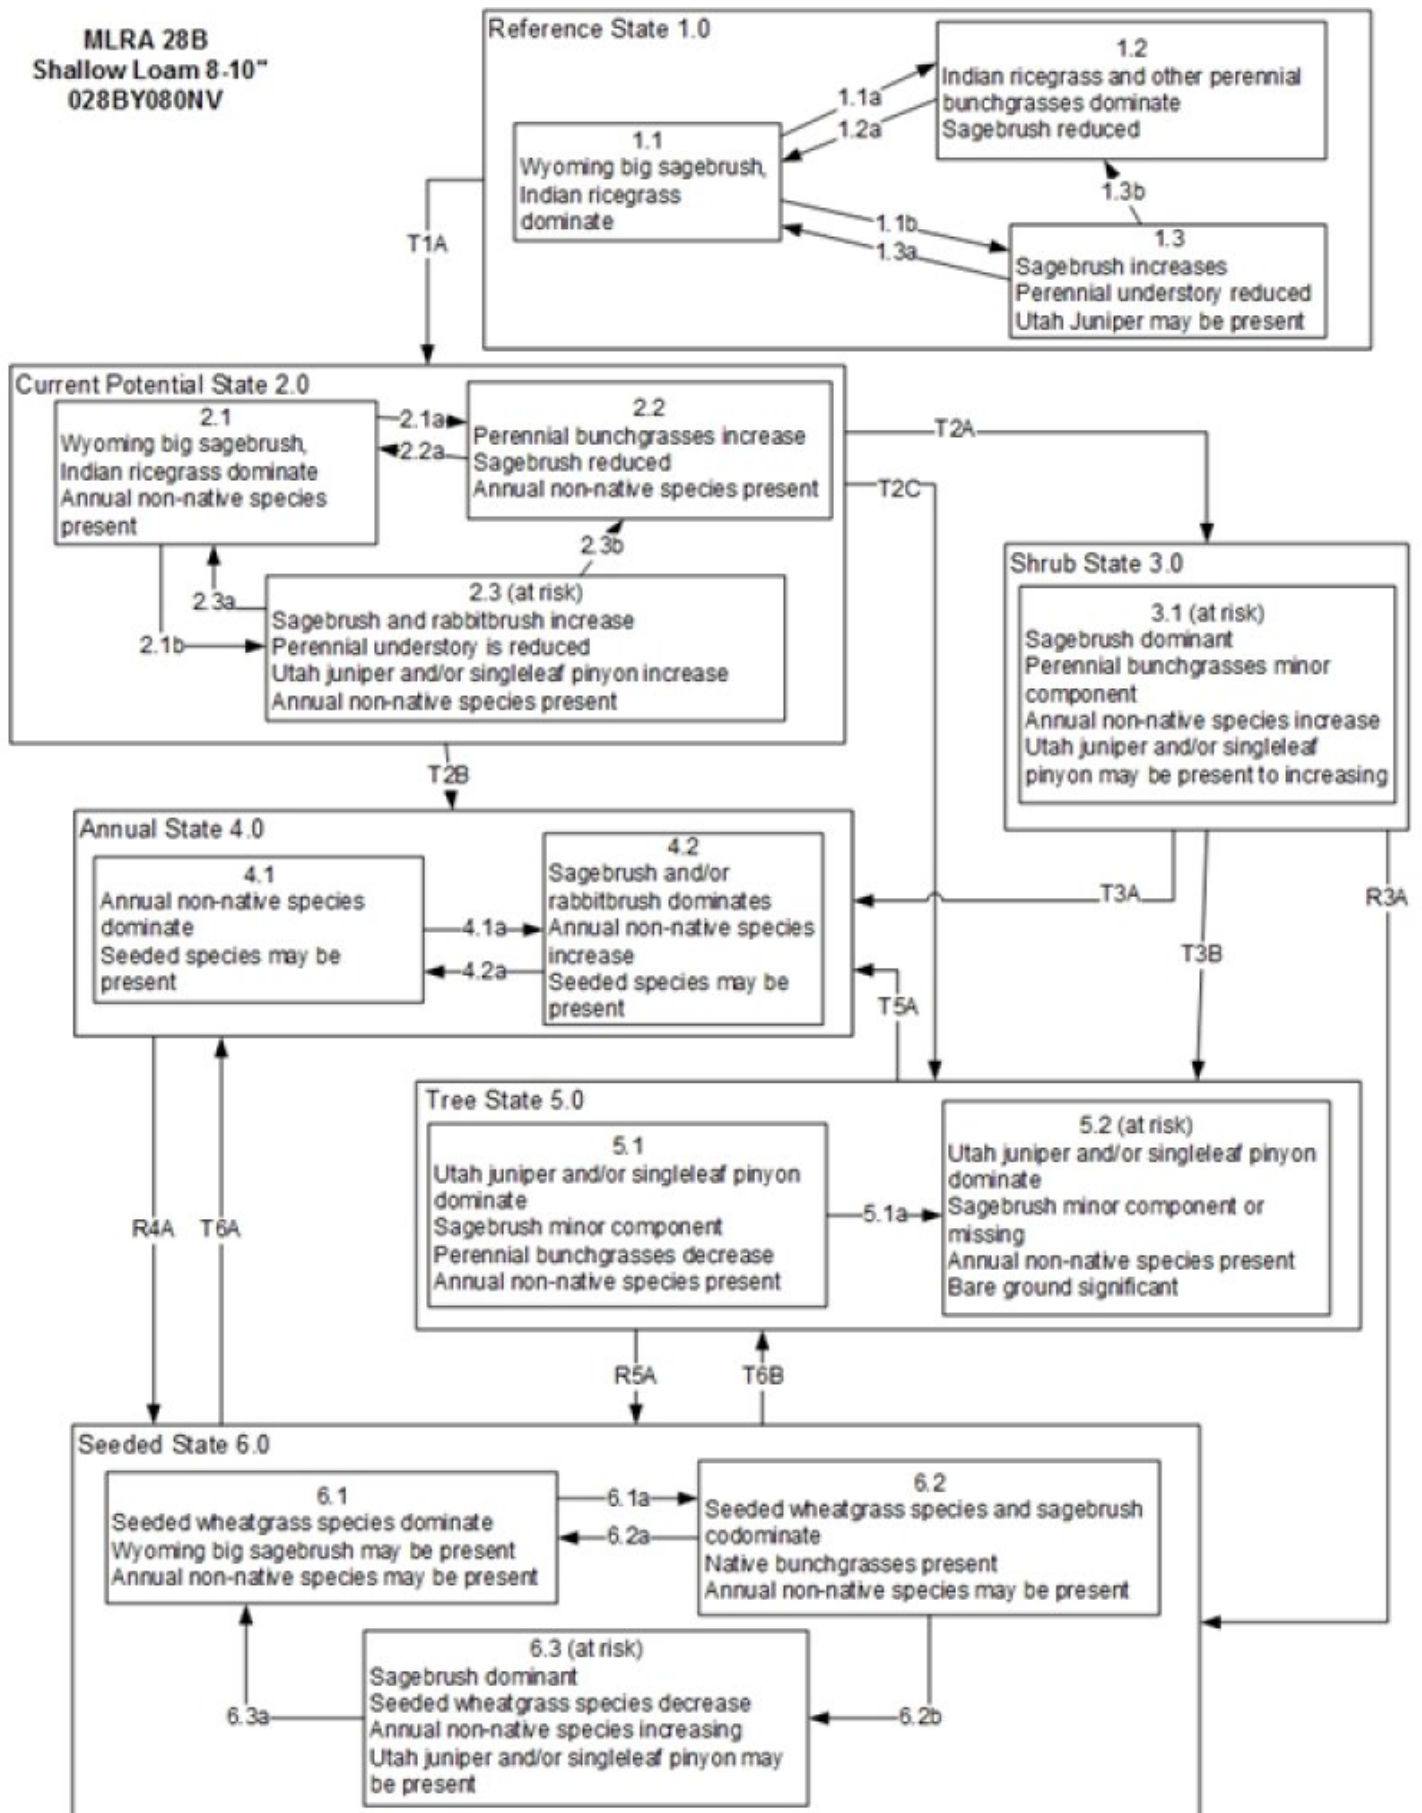 MLRA 28B
Shallow Loam 8-10"
028BY080NV
Reference State 1.0
1.1
Wyoming big sagebrush,
Indian ricegrass
dominate
1.1a
1.2a
1.2
Indian ricegrass and other perennial
bunchgrasses dominate
Sagebrush reduced
1.3b
1.1b
1.3a
1.3
Sagebrush increases
Perennial understory reduced
Utah Juniper may be present
T1A
Current Potential State 2.0
2.1
Wyoming big sagebrush,
Indian ricegrass dominate
Annual non-native species
present
2.1a
2.2a
2.2
Perennial bunchgrasses increase
Sagebrush reduced
Annual non-native species present
2.3b
2.3a
2.1b
2.3 (at risk)
Sagebrush and rabbitbrush increase
Perennial understory is reduced
Utah juniper and/or singleleaf pinyon increase
Annual non-native species present
T2A
T2C
T2B
Shrub State 3.0
3.1 (at risk)
Sagebrush dominant
Perennial bunchgrasses minor
component
Annual non-native species increase
Utah juniper and/or singleleaf
pinyon may be present to increasing
Annual State 4.0
4.1
Annual non-native species
dominate
Seeded species may be
present
4.1a
4.2a
4.2
Sagebrush and/or
rabbitbrush dominates
Annual non-native species
increase
Seeded species may be
present
T3A
R3A
T3B
T5A
Tree State 5.0
5.1
Utah juniper and/or singleleaf pinyon
dominate
Sagebrush minor component
Perennial bunchgrasses decrease
Annual non-native species present
5.1a
5.2 (at risk)
Utah juniper and/or singleleaf pinyon
dominate
Sagebrush minor component or
missing
Annual non-native species present
Bare ground significant
R4A
T6A
R5A
T6B
Seeded State 6.0
6.1
Seeded wheatgrass species dominate
Wyoming big sagebrush may be present
Annual non-native species may be present
6.1a
6.2a
6.2
Seeded wheatgrass species and sagebrush
codominate
Native bunchgrasses present
Annual non-native species may be present
6.3a
6.3 (at risk)
Sagebrush dominant
Seeded wheatgrass species decrease
Annual non-native species increasing
Utah juniper and/or singleleaf pinyon may
be present
6.2b